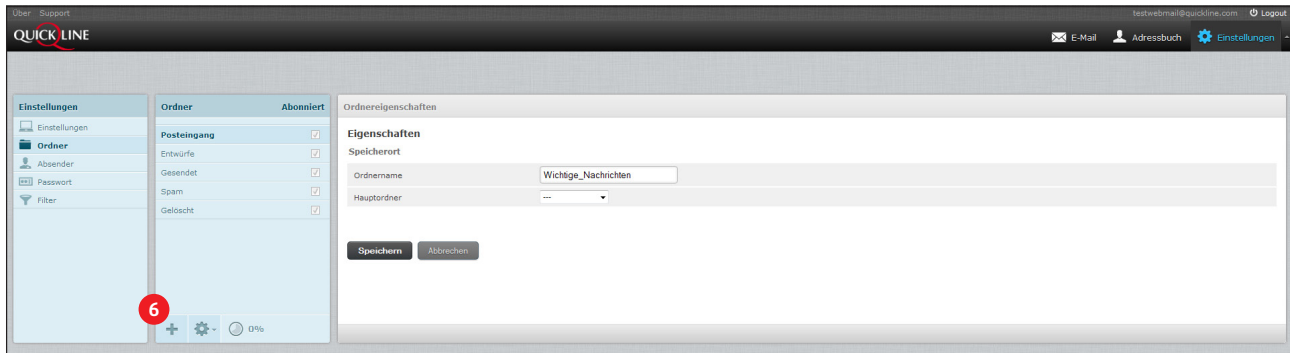 Über Support
testwebmail@quickline.com Logout
QUICKLINE
E-Mail Adressbuch Einstellungen
Einstellungen
Einstellungen
Ordner
Absender
Passwort
Filter
Ordner Abonniert
Posteingang
Entwürfe
Gesendet
Spam
Gelöscht
6
0%
Ordnereigenschaften
Eigenschaften
Speicherort
Ordnername Wichtige_Nachrichten
Hauptordner ---
Speichern Abbrechen